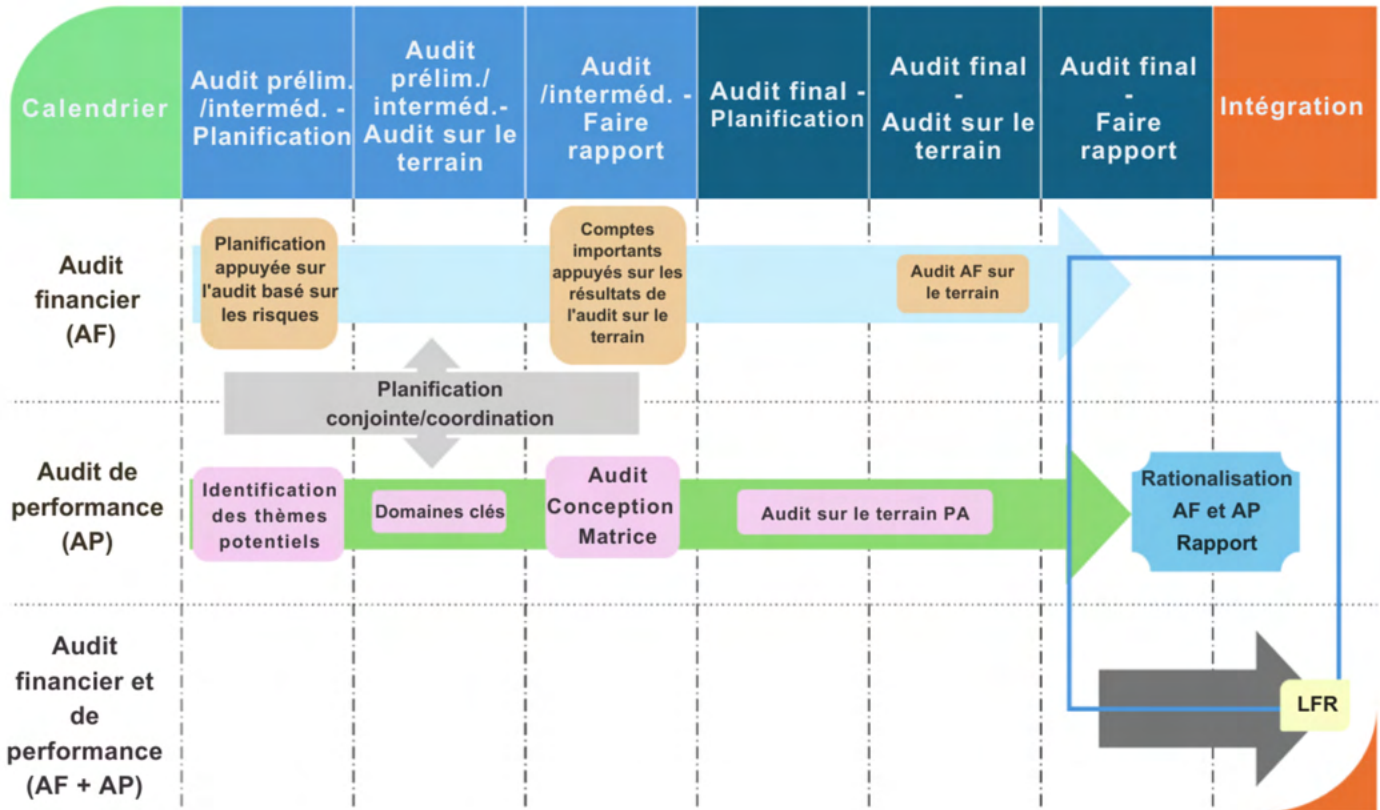 Calendrier
Audit prélim.
/interméd. -
Planification
Audit
prélim./
interméd.-
Audit sur le
terrain
Audit
/interméd. -
Faire
rapport
Audit final -
Planification
Audit final
-
Audit sur le
terrain
Audit final
-
Faire
rapport
Intégration
Audit
financier
(AF)
Planification
appuyée sur
l'audit basé sur
les risques
Comptes
importants
appuyés sur les
résultats de
l'audit sur le
terrain
Audit AF sur
le terrain
Planification
conjointe/coordination
Audit de
performance
(AP)
Identification
des thèmes
potentiels
Domaines clés
Audit
Conception
Matrice
Audit sur le terrain PA
Rationalisation
AF et AP
Rapport
Audit
financier et
de
performance
(AF + AP)
LFR